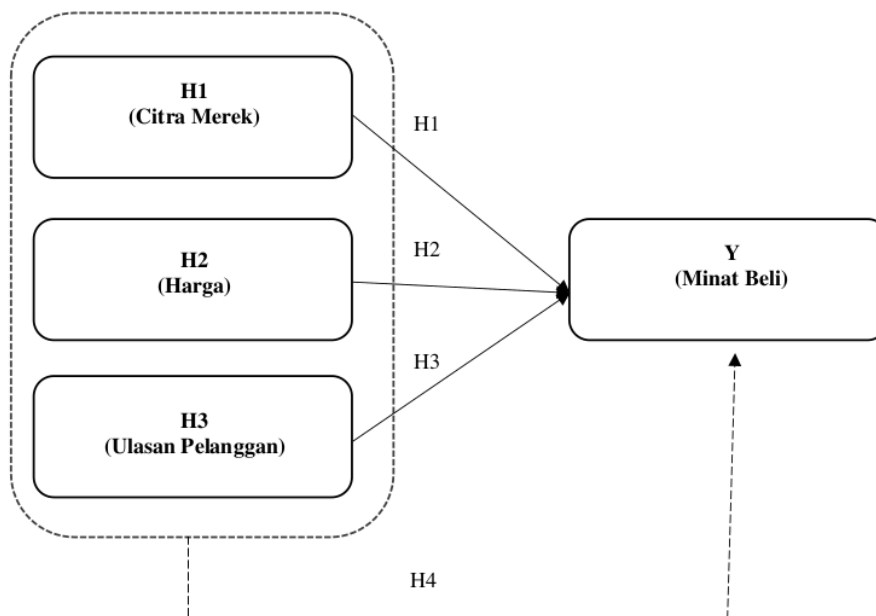 H1
(Citra Merek)
H1
H2
(Harga)
H2
Y
(Minat Beli)
H3
H3
(Ulasan Pelanggan)
H4